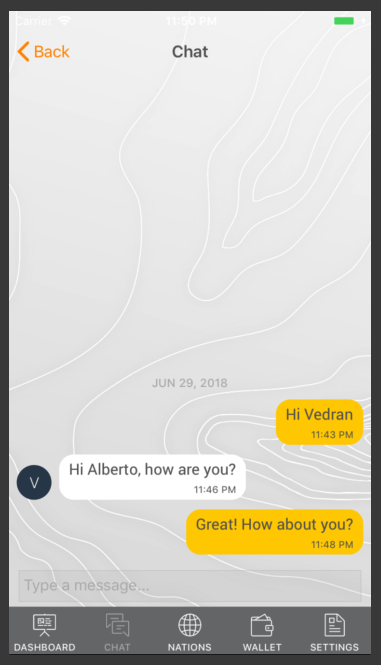 Carrier 11:50 PM
Back Chat
JUN 29, 2018
Hi Vedran
11:43 PM
V
Hi Alberto, how are you?
11:46 PM
Great! How about you?
11:48 PM
Type a message...
DASHBOARD CHAT NATIONS WALLET SETTINGS